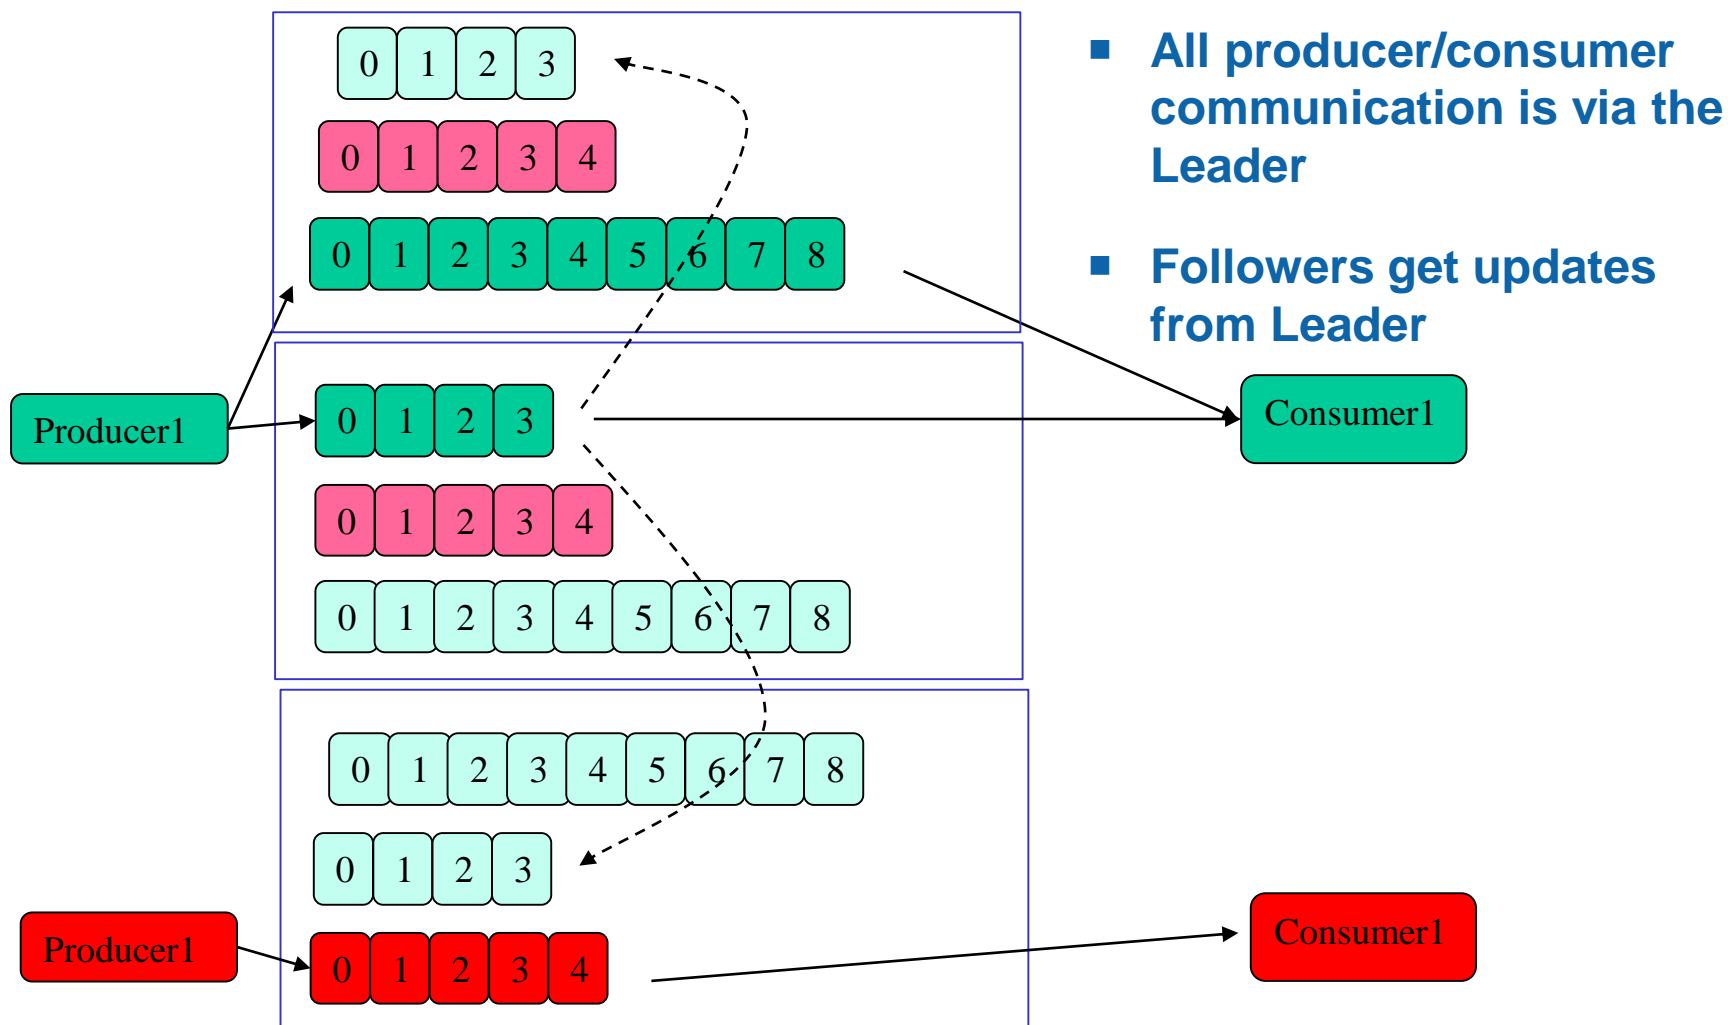 0 1 2 3
0 1 2 3 4
0 1 2 3 4 5 6 7 8
■ All producer/consumer
communication is via the
Leader
■ Followers get updates
from Leader
Producer1
0 1 2 3
Consumer1
0 1 2 3 4
0 1 2 3 4 5 6 7 8
0 1 2 3 4 5 6 7 8
0 1 2 3
Producer1
0 1 2 3 4
Consumer1